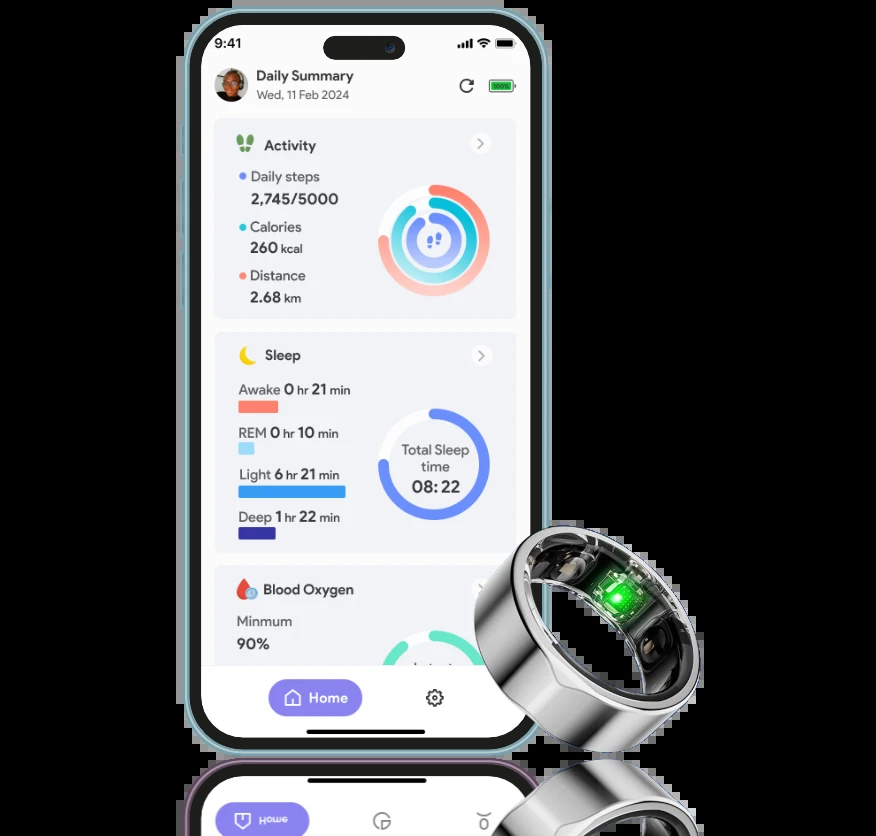 9:41
Daily Summary
Wed, 11 Feb 2024
100%
Activity
Daily steps
2,745/5000
Calories
260 kcal
Distance
2.68 km
Sleep
Awake 0 hr 21 min
REM 0 hr 10 min
Light 6 hr 21 min
Deep 1 hr 22 min
Total Sleep
time
08:22
Blood Oxygen
Minmum
90%
Home
Home